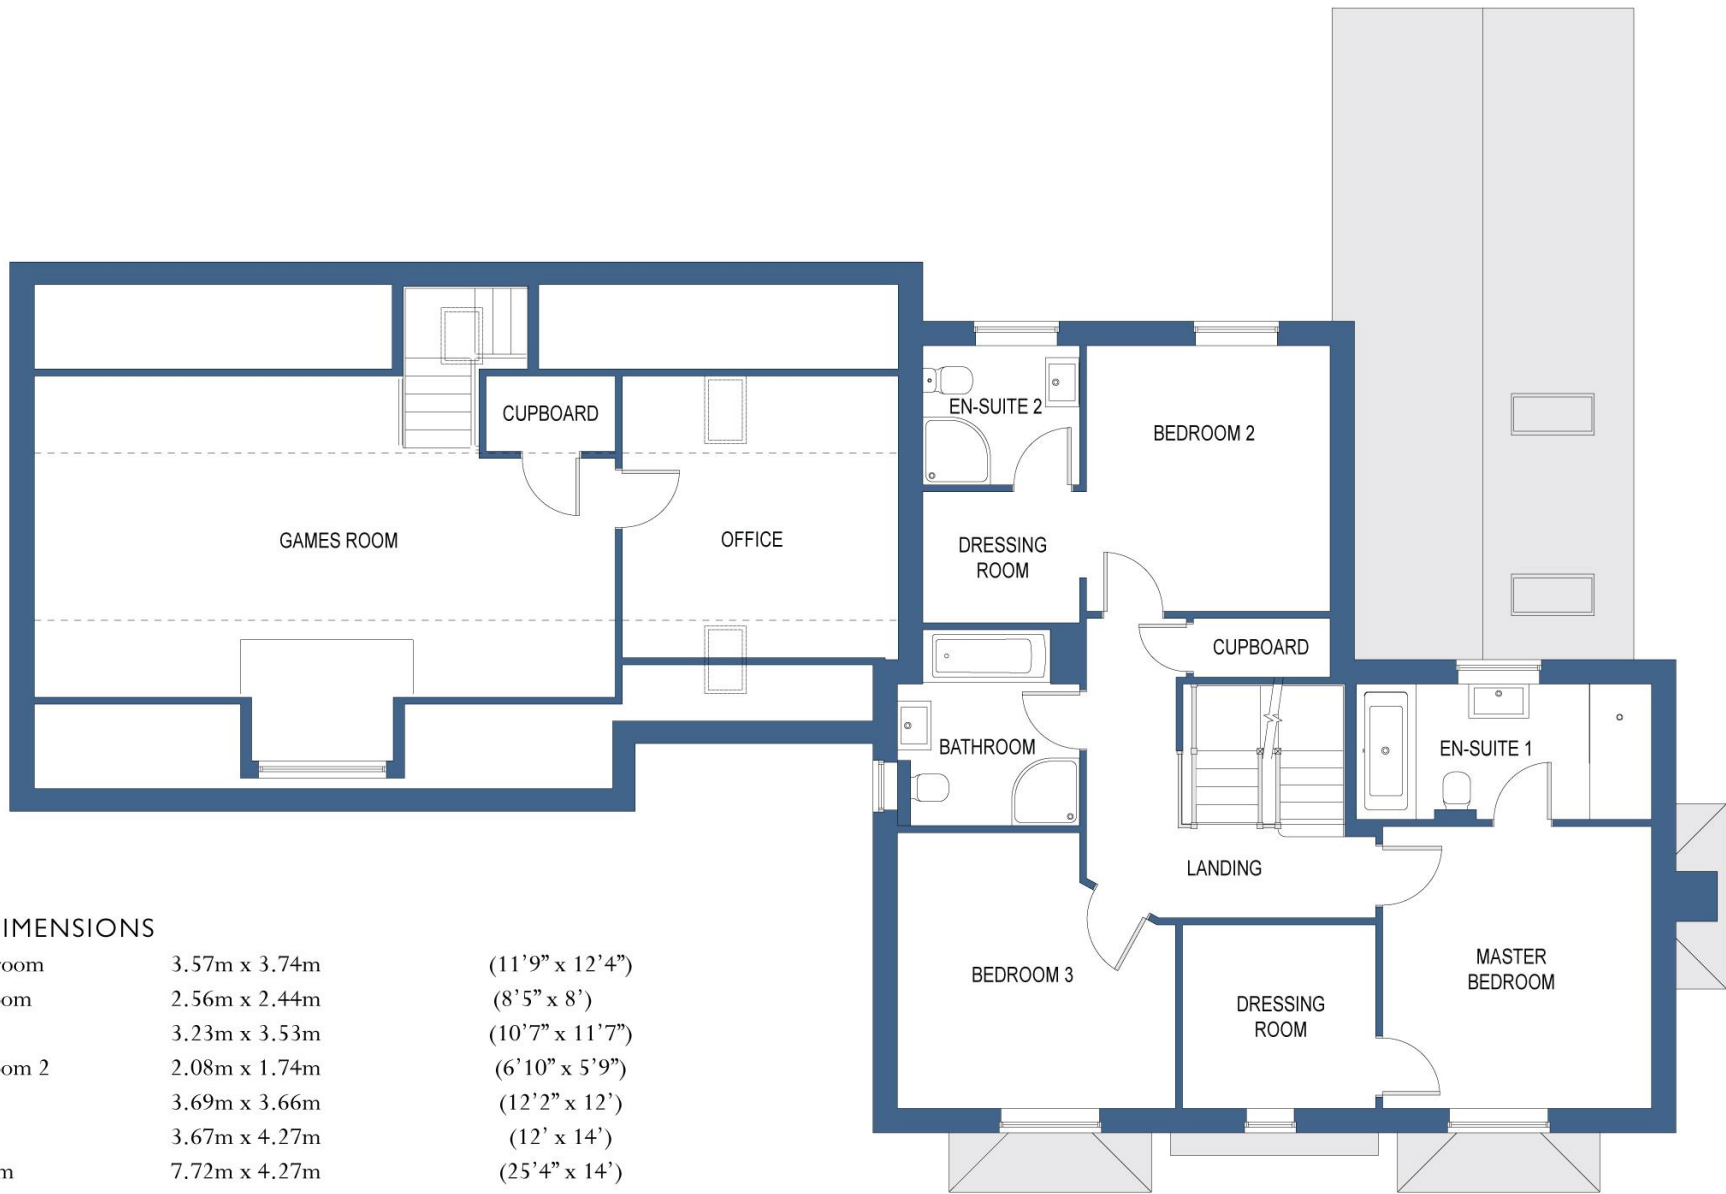 CUPBOARD
GAMES ROOM
OFFICE
EN-SUITE 2
BEDROOM 2
DRESSING
ROOM
CUPBOARD
BATHROOM
EN-SUITE 1
LANDING
BEDROOM 3
DRESSING
ROOM
MASTER
BEDROOM
IMENSIONS
room 3.57m x 3.74m (11’9” x 12’4”)
om 2.56m x 2.44m (8’5” x 8’)
3.23m x 3.53m (10’7” x 11’7”)
om 2 2.08m x 1.74m (6’10” x 5’9”)
3.69m x 3.66m (12’2” x 12’)
3.67m x 4.27m (12’ x 14’)
m 7.72m x 4.27m (25’4” x 14’)